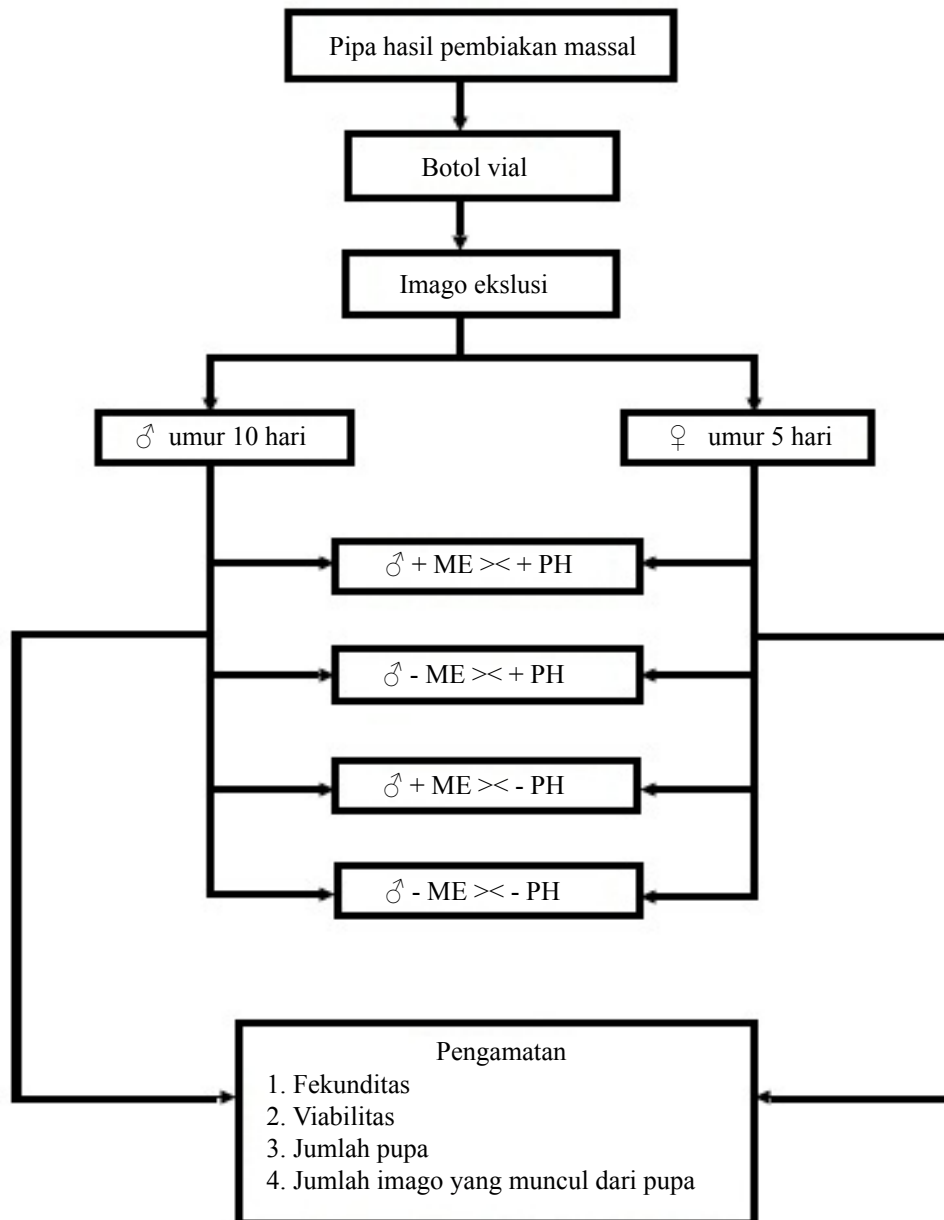 Pipa hasil pembiakan massal
Botol vial
Imago ekslusi
♂ umur 10 hari
♀ umur 5 hari
♂ + ME >< + PH
♂ - ME >< + PH
♂ + ME >< - PH
♂ - ME >< - PH
Pengamatan
1. Fekunditas
2. Viabilitas
3. Jumlah pupa
4. Jumlah imago yang muncul dari pupa